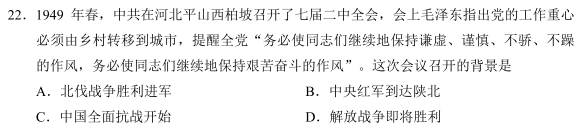 22．1949 年春，中共在河北平山西柏坡召开了七届二中全会，会上毛泽东指出党的工作重心
必须由乡村转移到城市，提醒全党“务必使同志们继续地保持谦虚、谨慎、不骄、不躁
的作风，务必使同志们继续地保持艰苦奋斗的作风”。这次会议召开的背景是
A．北伐战争胜利进军 B．中央红军到达陕北
C．中国全面抗战开始 D．解放战争即将胜利